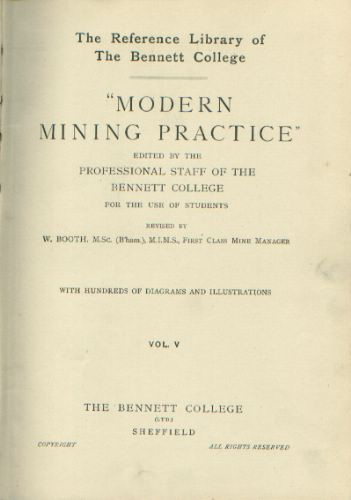 The Reference Library of
The Bennett College
"MODERN
MINING PRACTICE"
EDITED BY THE
PROFESSIONAL STAFF OF THE
BENNETT COLLEGE
FOR THE USE OF STUDENTS
REVISED BY
W. BOOTH, M.Sc. (B'ham.), M.I.M.S., FIRST CLASS MINE MANAGER
WITH HUNDREDS OF DIAGRAMS AND ILLUSTRATIONS
VOL. V
THE BENNETT COLLEGE
(LTD.)
SHEFFIELD
COPYRIGHT ALL RIGHTS RESERVED